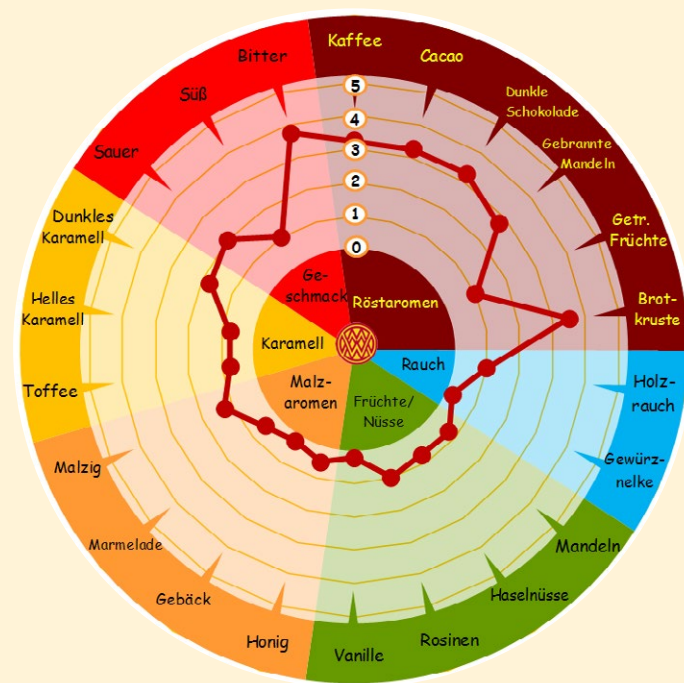 Kaffee
Cacao
Dunkle
Schokolade
Gebrannte
Mandeln
Getr.
Früchte
Brot-
kruste
Holz-
rauch
Gewürz-
nelke
Mandeln
Haselnüsse
Rosinen
Vanille
Honig
Gebäck
Marmelade
Malzig
Toffee
Helles
Karamell
Dunkles
Karamell
Sauer
Süß
Bitter
5
4
3
2
1
0
Ge-
schmack
Röstaromen
Karamell
Rauch
Malz-
aromen
Früchte/
Nüsse